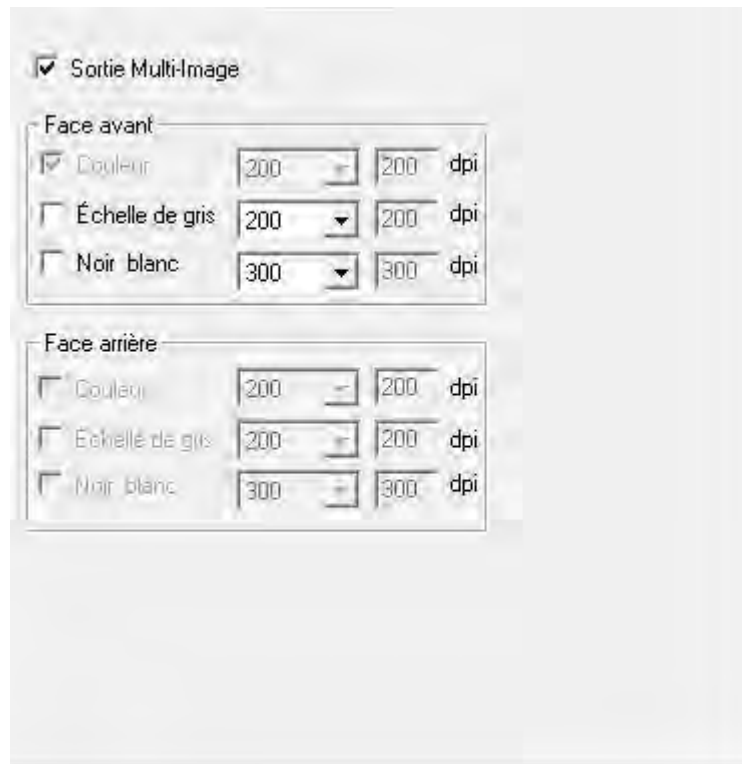 Sortie Multi-Image
Face avant
Couleur 200 200 dpi
Échelle de gris 200 200 dpi
Noir blanc 300 300 dpi
Face arrière
Couleur 200 200 dpi
Échelle de gris 200 200 dpi
Noir blanc 300 300 dpi